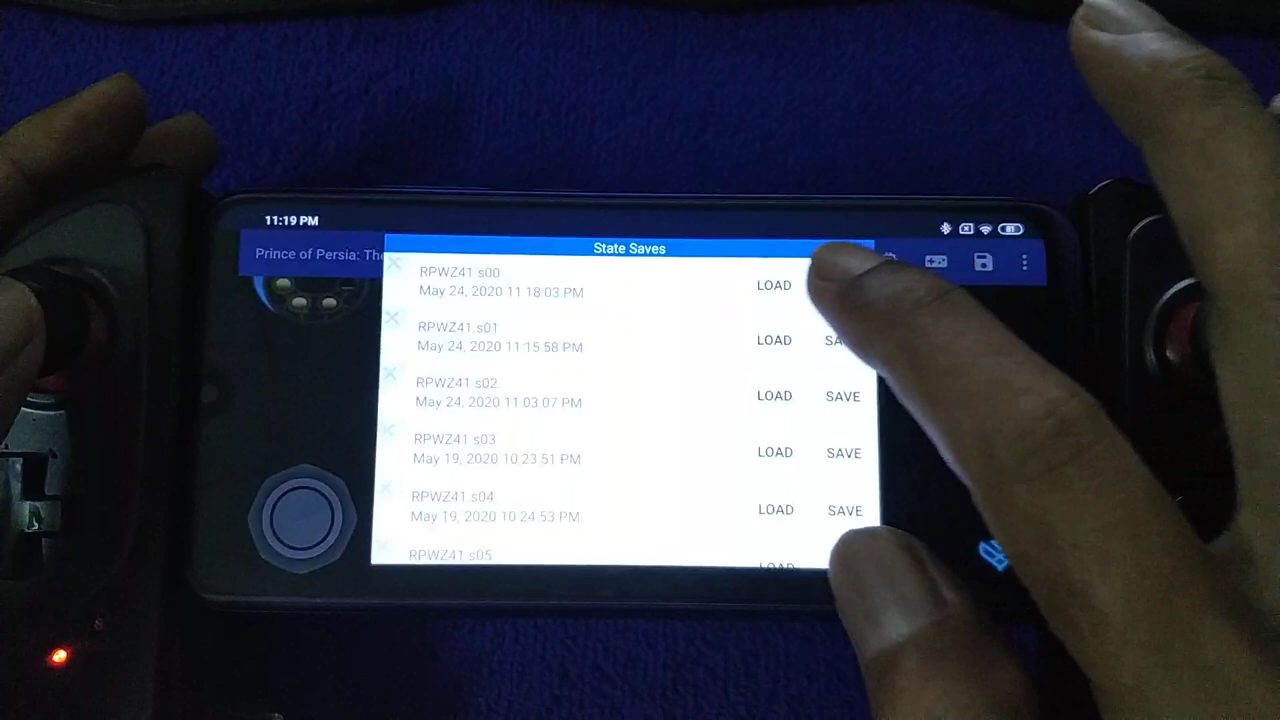 11:19 PM
81
Prince of Persia: The
State Saves
RPWZ41.s00
May 24, 2020 11:18:03 PM
LOAD
RPWZ41.s01
May 24, 2020 11:15:58 PM
LOAD
SA
RPWZ41.s02
May 24, 2020 11:03:07 PM
LOAD
SAVE
RPWZ41.s03
May 19, 2020 10:23:51 PM
LOAD
SAVE
RPWZ41.s04
May 19, 2020 10:24:53 PM
LOAD
SAVE
RPWZ41.s05
LOAD